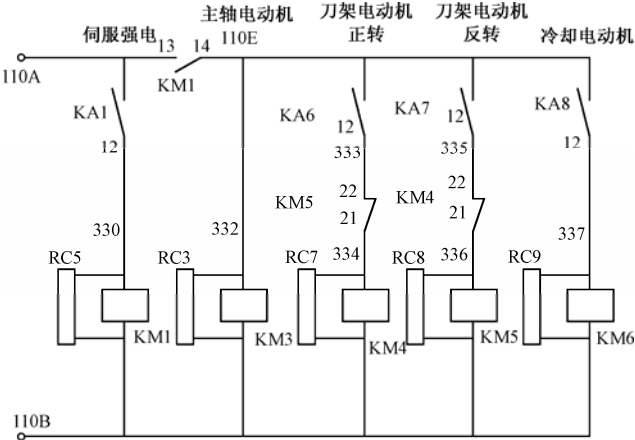 伺服强电
主轴电动机
110E
刀架电动机
正转
刀架电动机
反转
冷却电动机
13
14
110A
KM1
KA1
12
KA6
12
333
KA7
12
335
KA8
12
KM5
22
21
KM4
22
21
330
332
334
336
337
RC5
RC3
RC7
RC8
RC9
KM1
KM3
KM4
KM5
KM6
110B